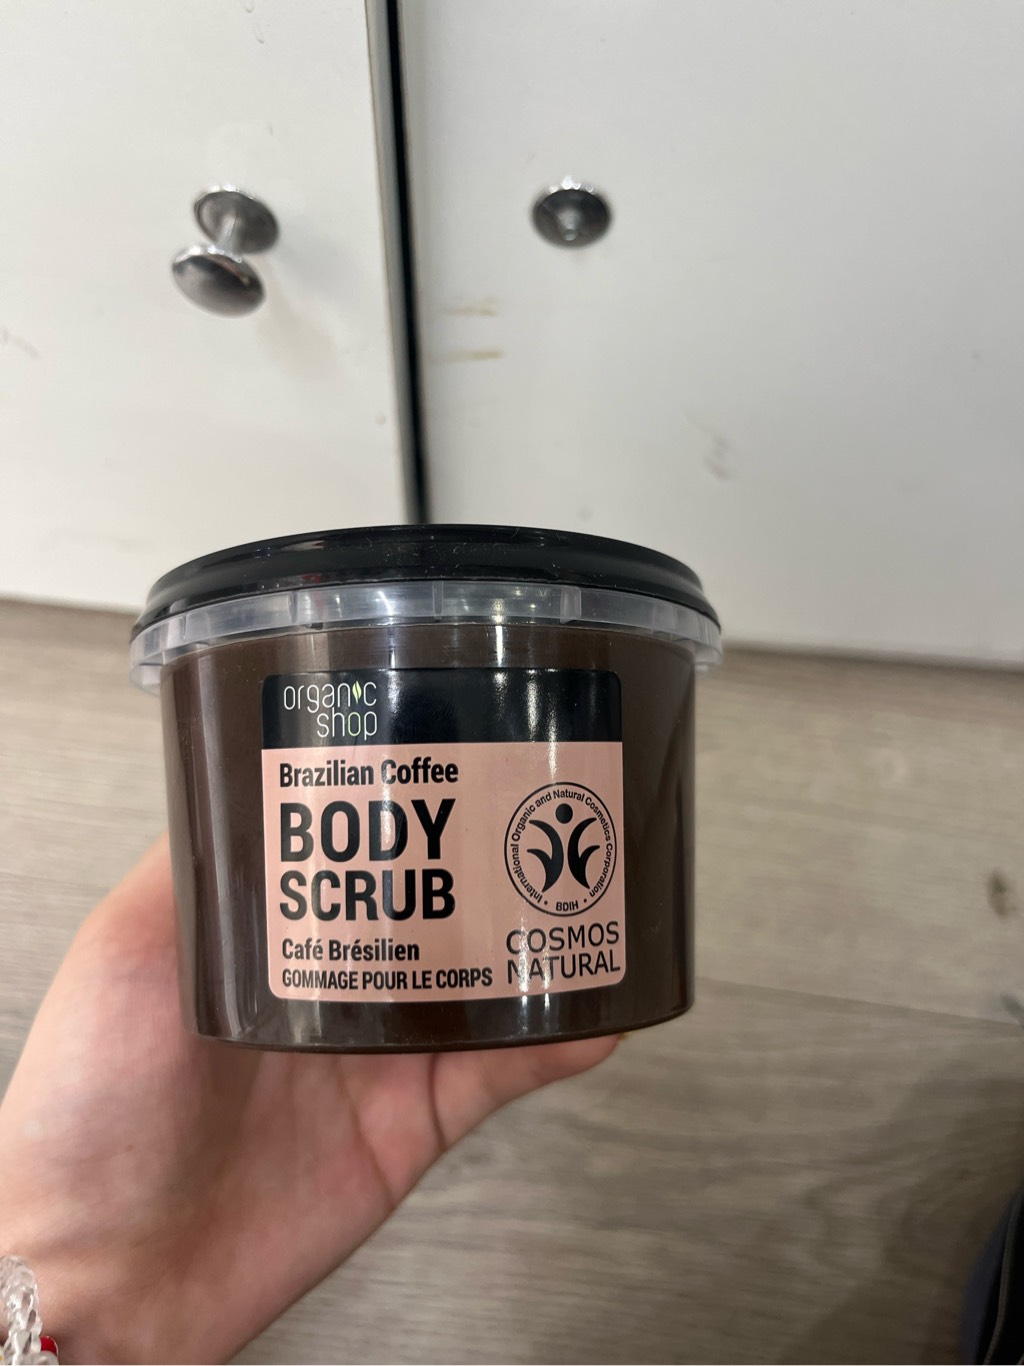 organic
shop
Brazilian Coffee
BODY
SCRUB
Café Brésilien
GOMMAGE POUR LE CORPS
International Organic and Natural Cosmetics Corporation
• BDIH •
COSMOS
NATURAL